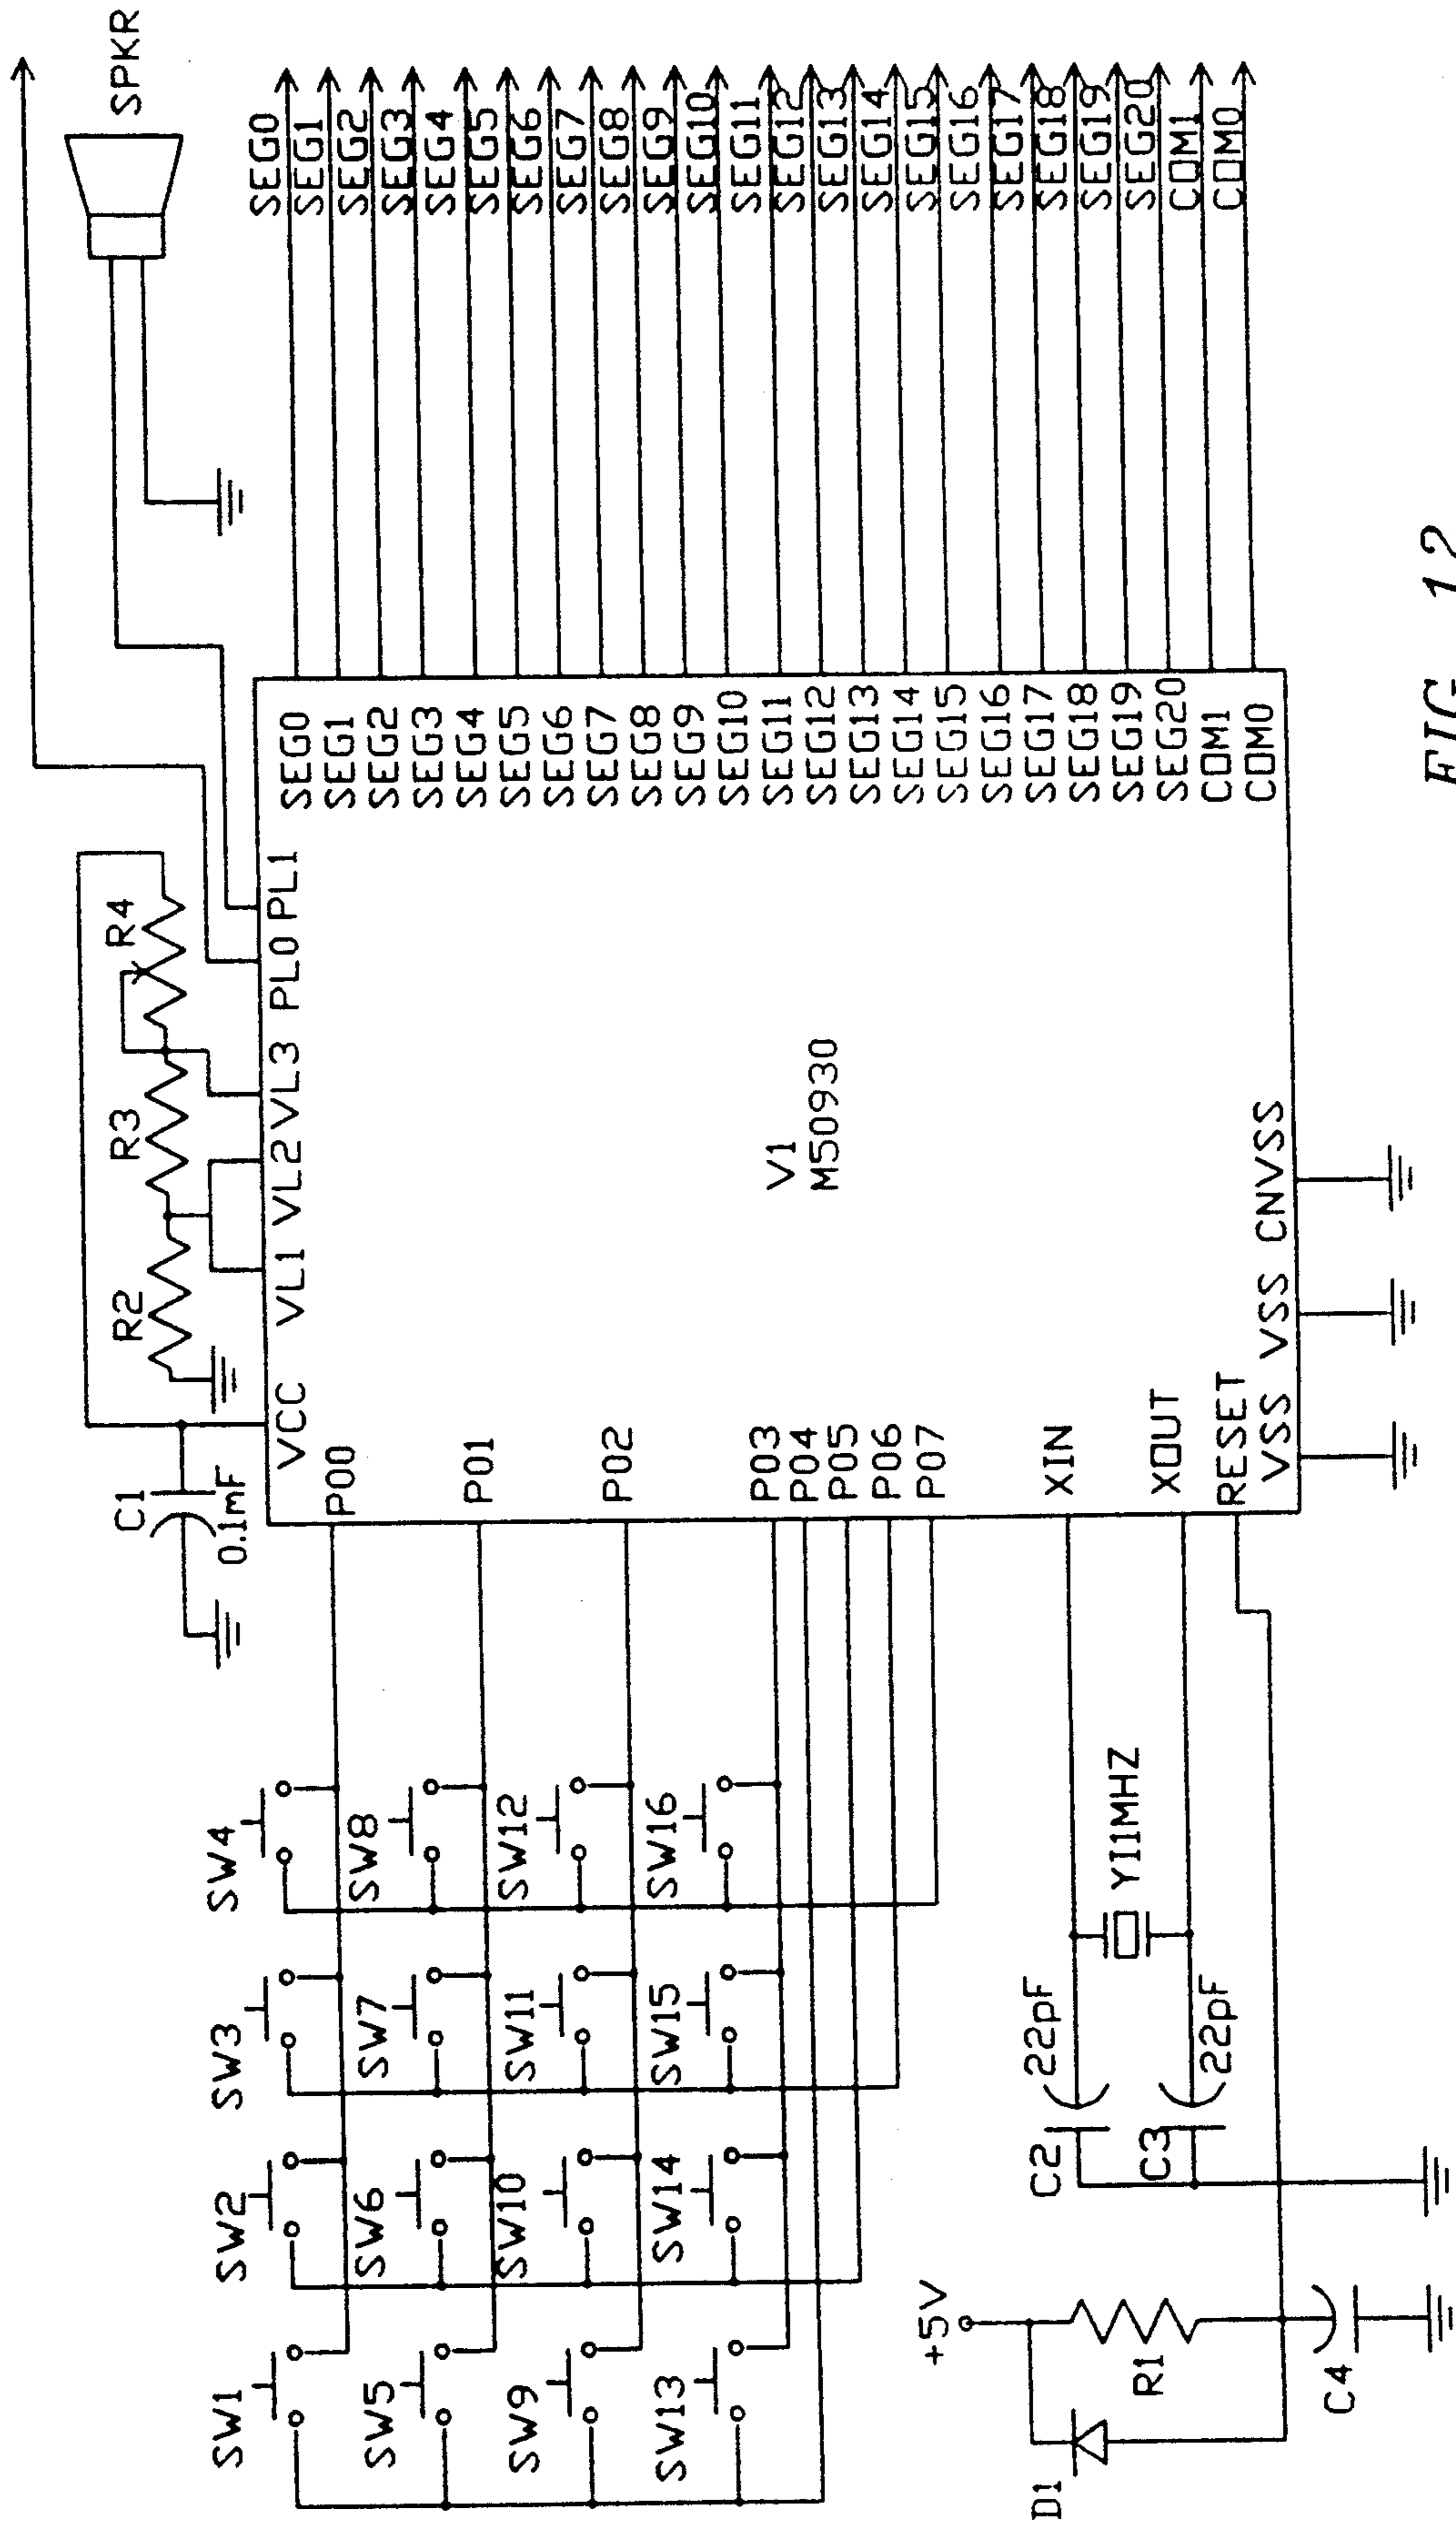 SPKR
C1
0.1mF
R2
R3
R4
VCC
VL1
VL2
VL3
PL0
PL1
P00
P01
P02
P03
P04
P05
P06
P07
XIN
XOUT
RESET
VSS
VSS
CNVSS
V1
M50930
SEG0
SEG1
SEG2
SEG3
SEG4
SEG5
SEG6
SEG7
SEG8
SEG9
SEG10
SEG11
SEG12
SEG13
SEG14
SEG15
SEG16
SEG17
SEG18
SEG19
SEG20
COM1
COM0
SEG0
SEG1
SEG2
SEG3
SEG4
SEG5
SEG6
SEG7
SEG8
SEG9
SEG10
SEG11
SEG12
SEG13
SEG14
SEG15
SEG16
SEG17
SEG18
SEG19
SEG20
COM1
COM0
SW1
SW2
SW3
SW4
SW5
SW6
SW7
SW8
SW9
SW10
SW11
SW12
SW13
SW14
SW15
SW16
+5V
D1
R1
C4
C2
22pF
C3
22pF
YI1MHZ
FIG. 12